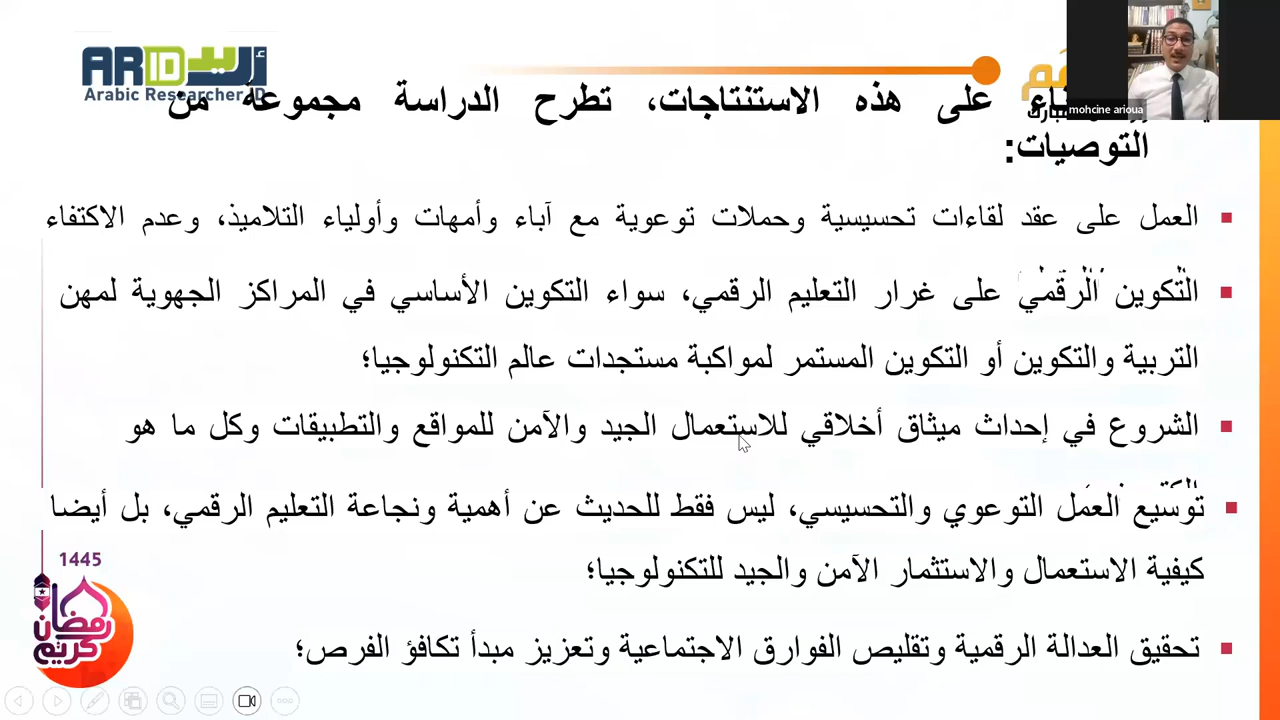 ARID أريد
Arabic Researcher ID
mohcine arioua
على هذه الاستنتاجات، تطرح الدراسة مجموعة من
التوصيات:
العمل على عقد لقاءات تحسيسية وحملات توعوية مع آباء وأمهات وأولياء التلاميذ، وعدم الاكتفاء
التكوين الرقمي على غرار التعليم الرقمي، سواء التكوين الأساسي في المراكز الجهوية لمهن
التربية والتكوين أو التكوين المستمر لمواكبة مستجدات عالم التكنولوجيا؛
الشروع في إحداث ميثاق أخلاقي للاستعمال الجيد والآمن للمواقع والتطبيقات وكل ما هو
توسيع العمل التوعوي والتحسيسي، ليس فقط للحديث عن أهمية ونجاعة التعليم الرقمي، بل أيضا
كيفية الاستعمال والاستثمار الآمن والجيد للتكنولوجيا؛
تحقيق العدالة الرقمية وتقليص الفوارق الاجتماعية وتعزيز مبدأ تكافؤ الفرص؛
1445
رمضان
كريم